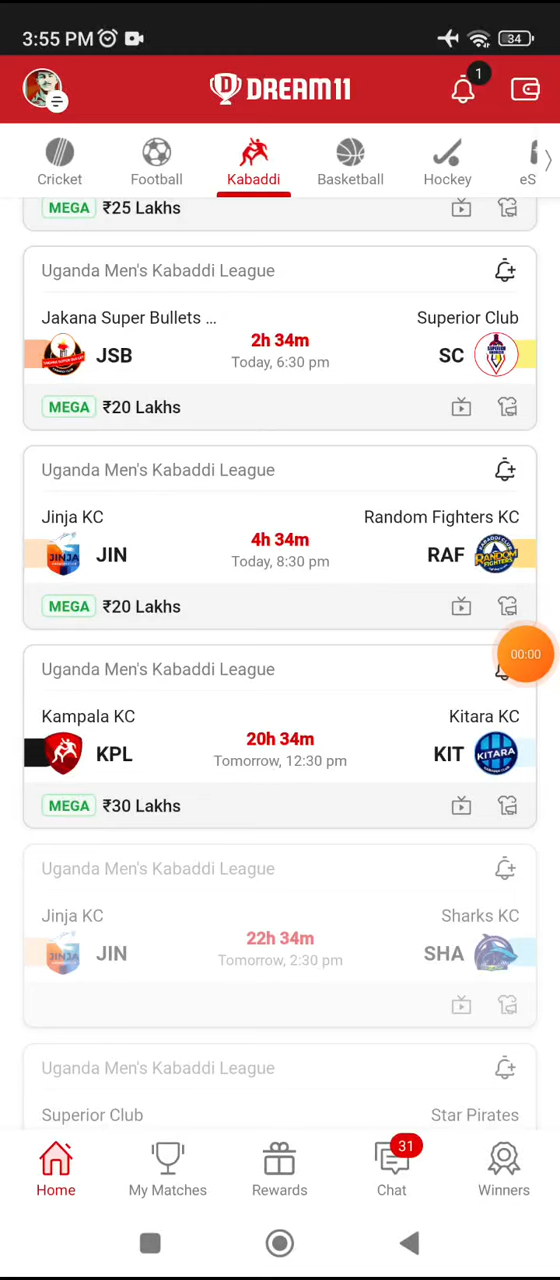 3:55 PM
34
DREAM11
1
Cricket Football Kabaddi Basketball Hockey eS
MEGA ₹25 Lakhs
Uganda Men's Kabaddi League
Jakana Super Bullets ... Superior Club
JSB 2h 34m SC
Today, 6:30 pm
MEGA ₹20 Lakhs
Uganda Men's Kabaddi League
Jinja KC Random Fighters KC
JIN 4h 34m RAF
Today, 8:30 pm
MEGA ₹20 Lakhs
Uganda Men's Kabaddi League
00:00
Kampala KC Kitara KC
KPL 20h 34m KIT
Tomorrow, 12:30 pm
MEGA ₹30 Lakhs
Uganda Men's Kabaddi League
Jinja KC Sharks KC
JIN 22h 34m SHA
Tomorrow, 2:30 pm
Uganda Men's Kabaddi League
Superior Club Star Pirates
31
Home My Matches Rewards Chat Winners